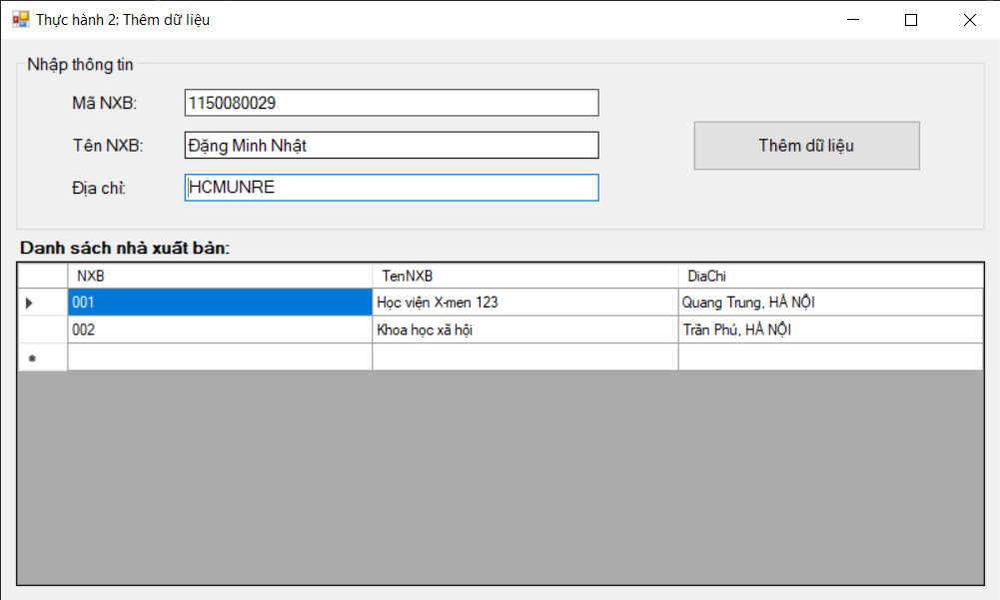 Thực hành 2: Thêm dữ liệu
Nhập thông tin
Mã NXB: 1150080029
Tên NXB: Đặng Minh Nhật
Thêm dữ liệu
Địa chỉ: HCMUNRE
Danh sách nhà xuất bản:
NXB TenNXB DiaChi
001 Học viện X-men 123 Quang Trung, HÀ NỘI
002 Khoa học xã hội Trần Phú, HÀ NỘI